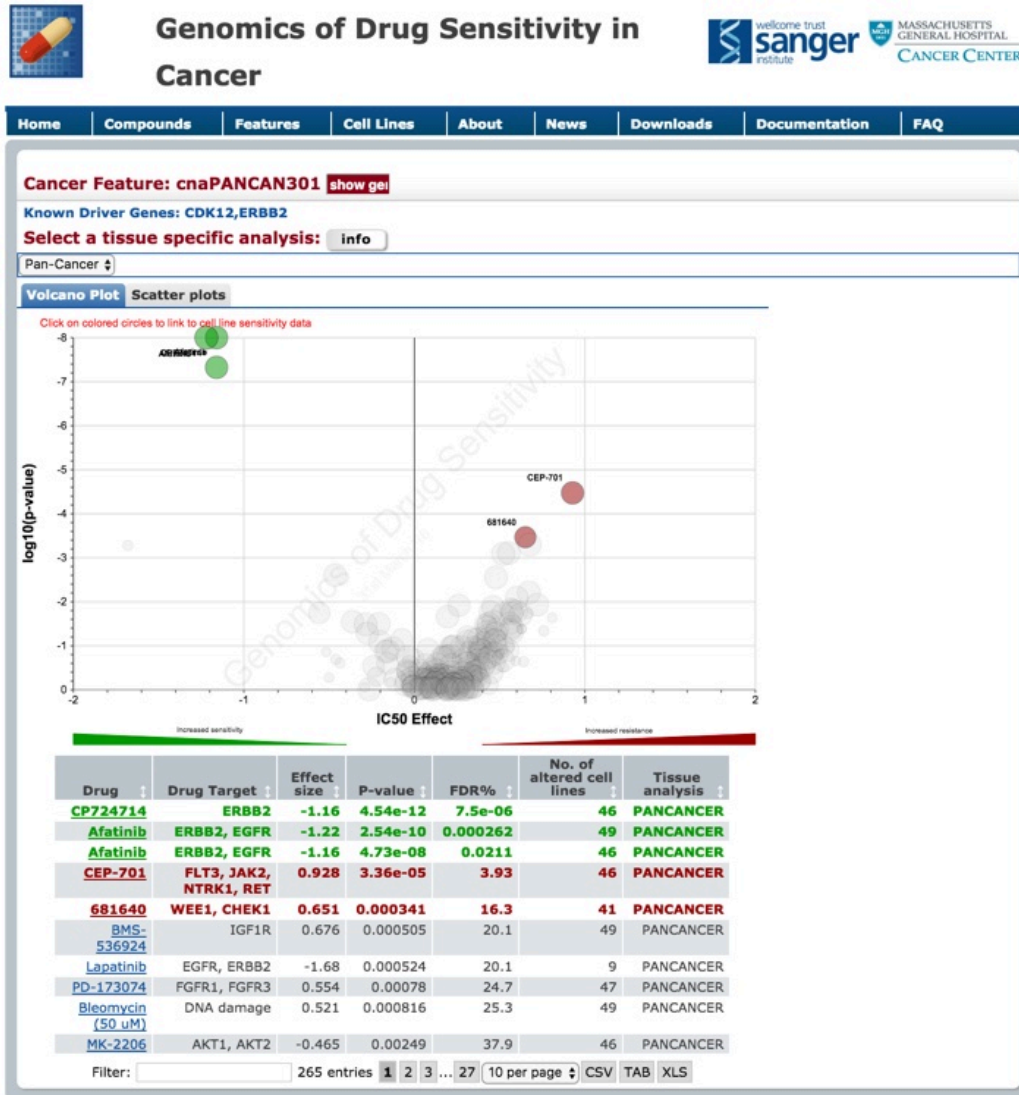 Genomics of Drug Sensitivity in
Cancer
wellcome trust
sanger
institute
MGH
1811
MASSACHUSETTS
GENERAL HOSPITAL
CANCER CENTER
Home Compounds Features Cell Lines About News Downloads Documentation FAQ
Cancer Feature: cnaPANCAN301 show ge
Known Driver Genes: CDK12,ERBB2
Select a tissue specific analysis: info
Pan-Cancer
Volcano Plot Scatter plots
Click on colored circles to link to cell line sensitivity data
-8
-7
-6
-5
-4
-3
-2
-1
0
log10(p-value)
Genomics of Drug Sensitivity
CEP-701
681640
-2 -1 0 1 2
IC50 Effect
Increased sensitivity Increased resistance
Drug Drug Target Effect size P-value FDR% No. of altered cell lines Tissue analysis
CP724714 ERBB2 -1.16 4.54e-12 7.5e-06 46 PANCANCER
Afatinib ERBB2, EGFR -1.22 2.54e-10 0.000262 49 PANCANCER
Afatinib ERBB2, EGFR -1.16 4.73e-08 0.0211 46 PANCANCER
CEP-701 FLT3, JAK2, NTRK1, RET 0.928 3.36e-05 3.93 46 PANCANCER
681640 WEE1, CHEK1 0.651 0.000341 16.3 41 PANCANCER
BMS-536924 IGF1R 0.676 0.000505 20.1 49 PANCANCER
Lapatinib EGFR, ERBB2 -1.68 0.000524 20.1 9 PANCANCER
PD-173074 FGFR1, FGFR3 0.554 0.00078 24.7 47 PANCANCER
Bleomycin (50 uM) DNA damage 0.521 0.000816 25.3 49 PANCANCER
MK-2206 AKT1, AKT2 -0.465 0.00249 37.9 46 PANCANCER
Filter: 265 entries 1 2 3 ... 27 10 per page CSV TAB XLS